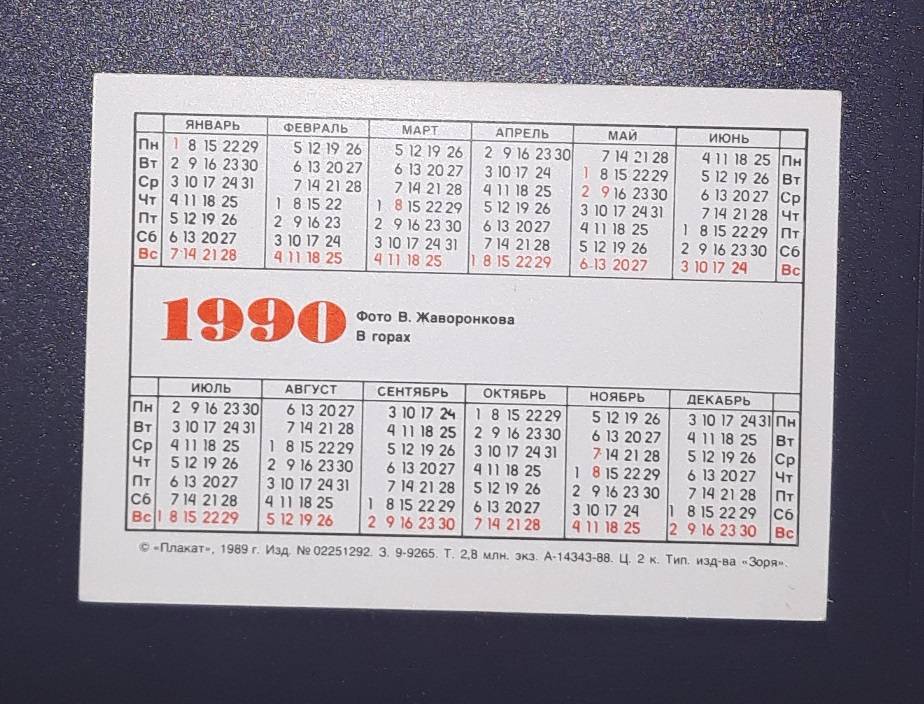 ЯНВАРЬ ФЕВРАЛЬ МАРТ АПРЕЛЬ МАЙ ИЮНЬ
Пн 1 8 15 22 29 5 12 19 26 5 12 19 26 2 9 16 23 30 7 14 21 28 4 11 18 25 Пн
Вт 2 9 16 23 30 6 13 20 27 6 13 20 27 3 10 17 24 1 8 15 22 29 5 12 19 26 Вт
Ср 3 10 17 24 31 7 14 21 28 7 14 21 28 4 11 18 25 2 9 16 23 30 6 13 20 27 Ср
Чт 4 11 18 25 1 8 15 22 1 8 15 22 29 5 12 19 26 3 10 17 24 31 7 14 21 28 Чт
Пт 5 12 19 26 2 9 16 23 2 9 16 23 30 6 13 20 27 4 11 18 25 1 8 15 22 29 Пт
Сб 6 13 20 27 3 10 17 24 3 10 17 24 31 7 14 21 28 5 12 19 26 2 9 16 23 30 Сб
Вс 7 14 21 28 4 11 18 25 4 11 18 25 1 8 15 22 29 6 13 20 27 3 10 17 24 Вс
1990
Фото В. Жаворонкова
В горах
ИЮЛЬ АВГУСТ СЕНТЯБРЬ ОКТЯБРЬ НОЯБРЬ ДЕКАБРЬ
Пн 2 9 16 23 30 6 13 20 27 3 10 17 24 1 8 15 22 29 5 12 19 26 3 10 17 24 31 Пн
Вт 3 10 17 24 31 7 14 21 28 4 11 18 25 2 9 16 23 30 6 13 20 27 4 11 18 25 Вт
Ср 4 11 18 25 1 8 15 22 29 5 12 19 26 3 10 17 24 31 7 14 21 28 5 12 19 26 Ср
Чт 5 12 19 26 2 9 16 23 30 6 13 20 27 4 11 18 25 1 8 15 22 29 6 13 20 27 Чт
Пт 6 13 20 27 3 10 17 24 31 7 14 21 28 5 12 19 26 2 9 16 23 30 7 14 21 28 Пт
Сб 7 14 21 28 4 11 18 25 1 8 15 22 29 6 13 20 27 3 10 17 24 1 8 15 22 29 Сб
Вс 1 8 15 22 29 5 12 19 26 2 9 16 23 30 7 14 21 28 4 11 18 25 2 9 16 23 30 Вс
© «Плакат», 1989 г. Изд. № 02251292. З. 9-9265. Т. 2,8 млн. экз. А-14343-88. Ц. 2 к. Тип. изд-ва «Зоря».